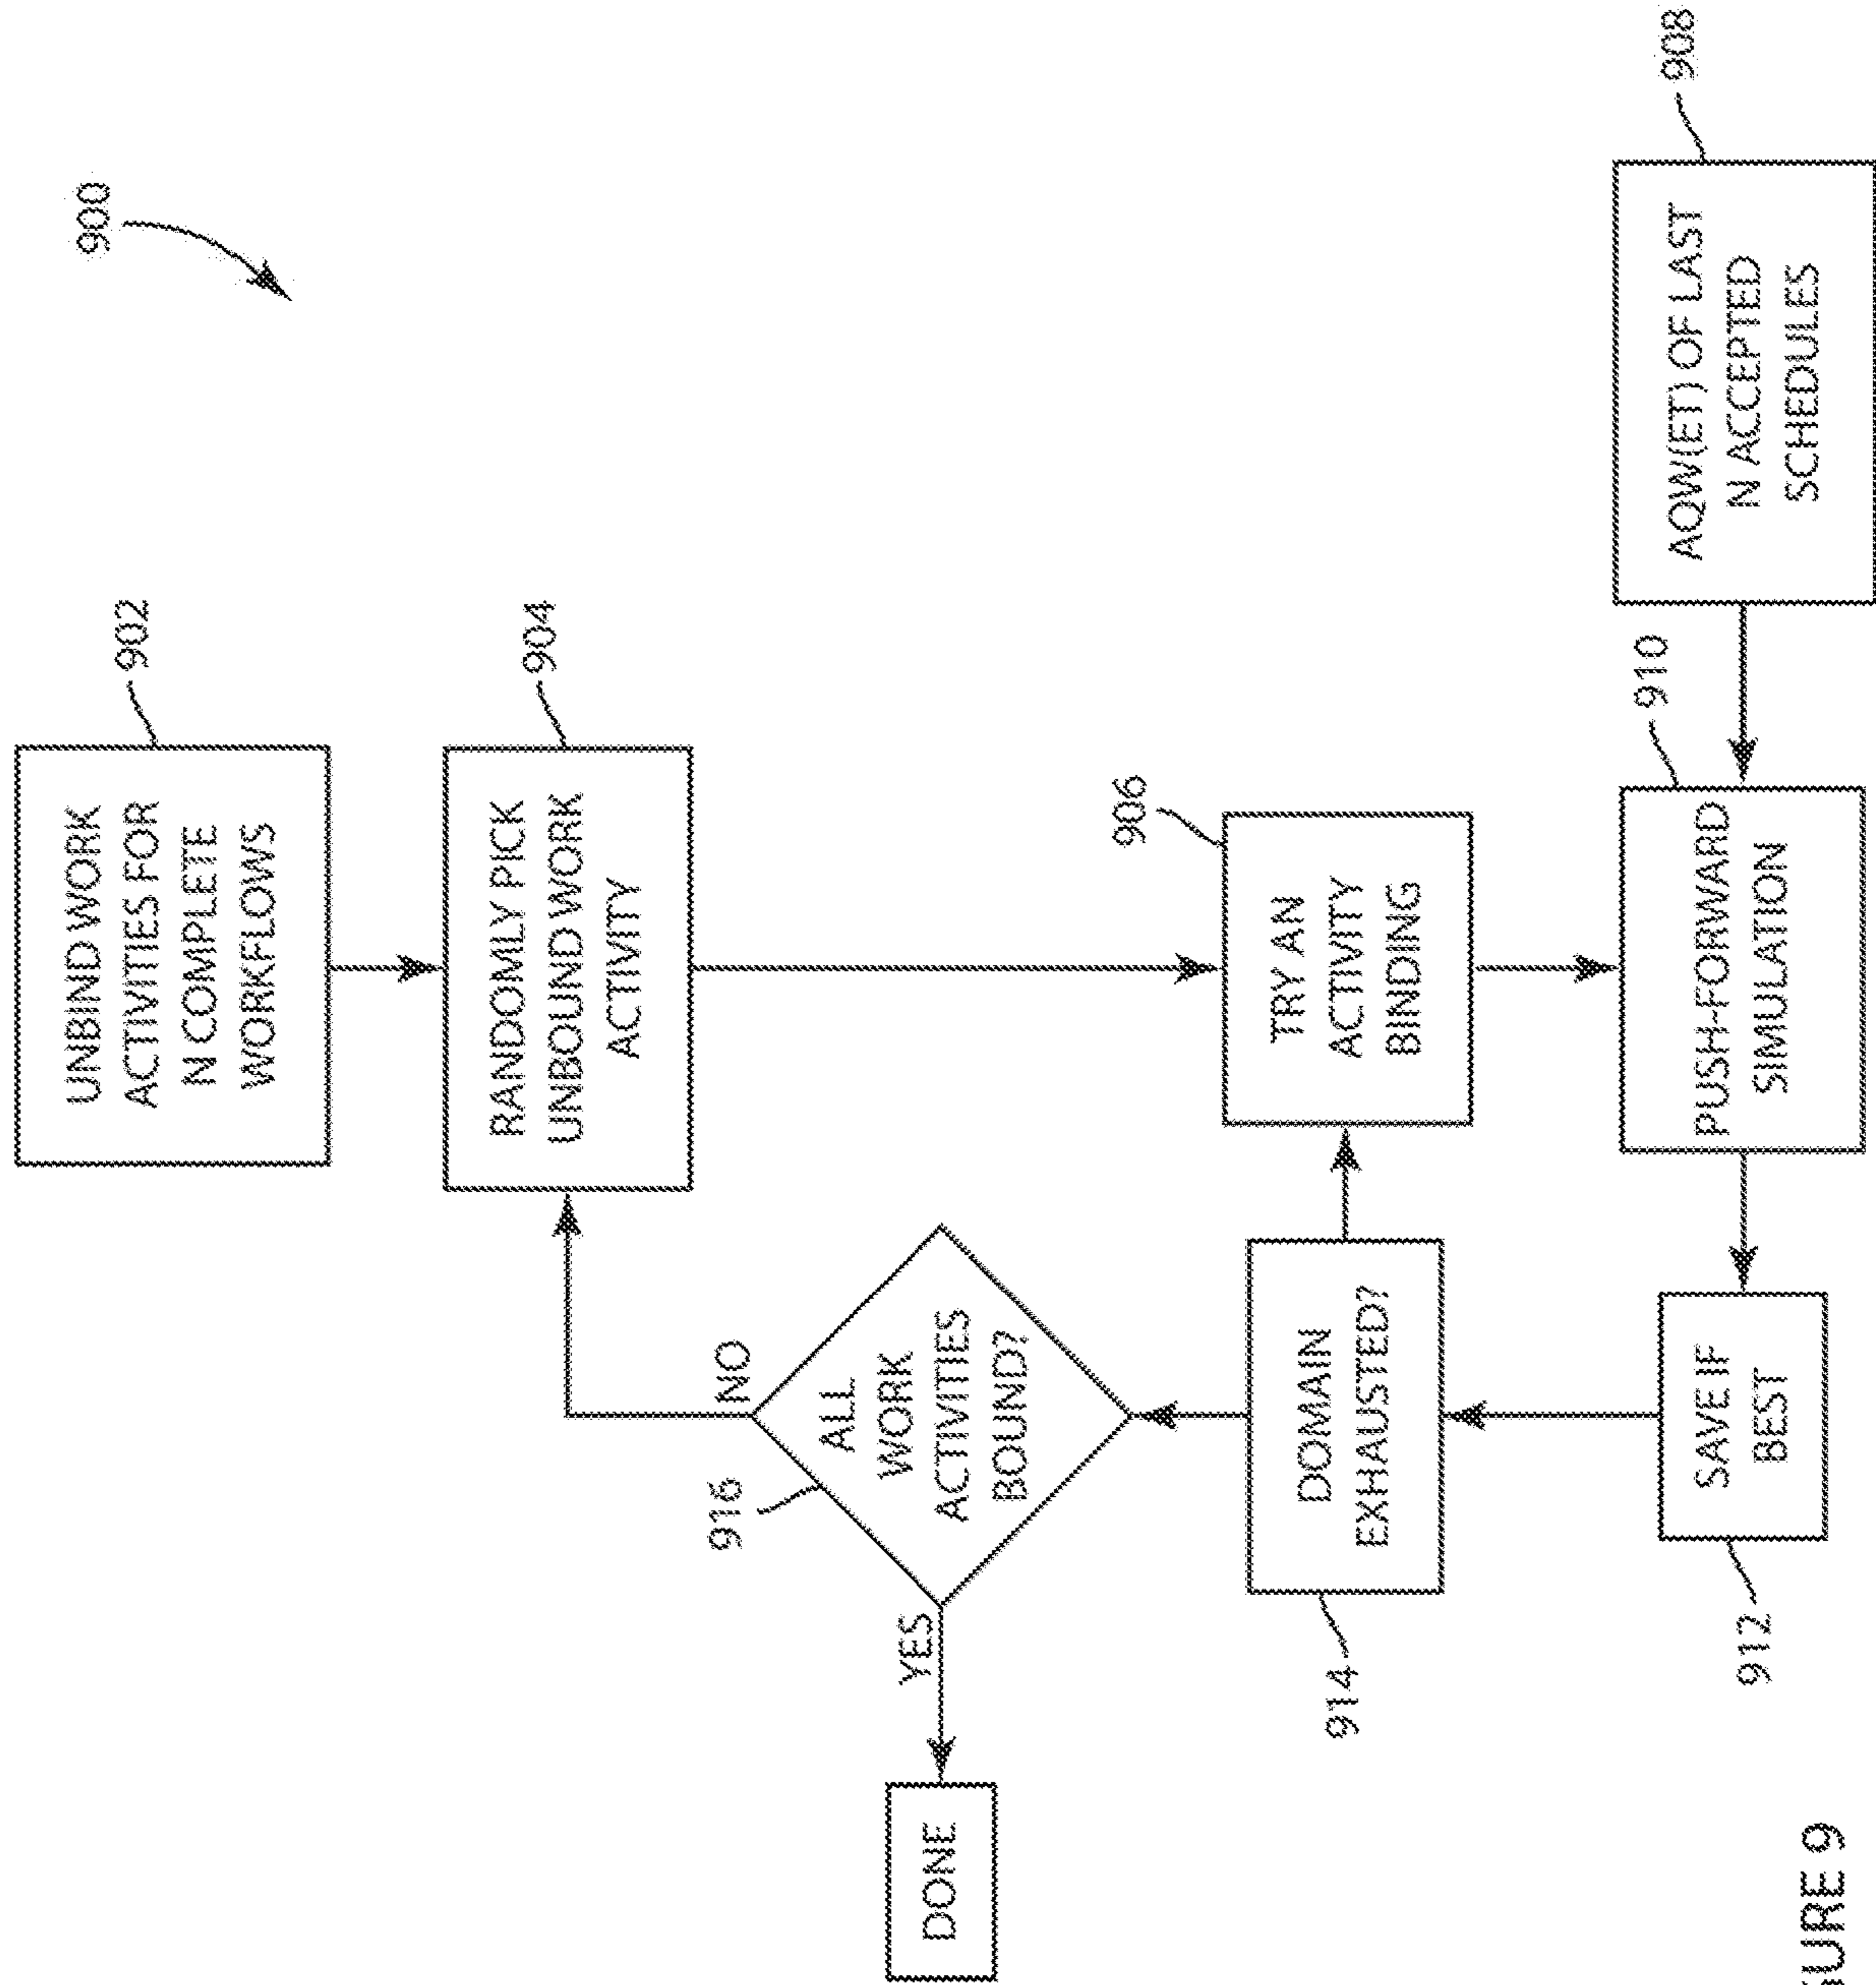 900
UNBIND WORK
ACTIVITIES FOR
N COMPLETE
WORKFLOWS
902
RANDOMLY PICK
UNBOUND WORK
ACTIVITY
904
NO
916
ALL
WORK
ACTIVITIES
BOUND?
YES
DONE
TRY AN
ACTIVITY
BINDING
906
DOMAIN
EXHAUSTED?
914
SAVE IF
BEST
912
PUSH-FORWARD
SIMULATION
910
AQW(ET) OF LAST
N ACCEPTED
SCHEDULES
908
GURE 9